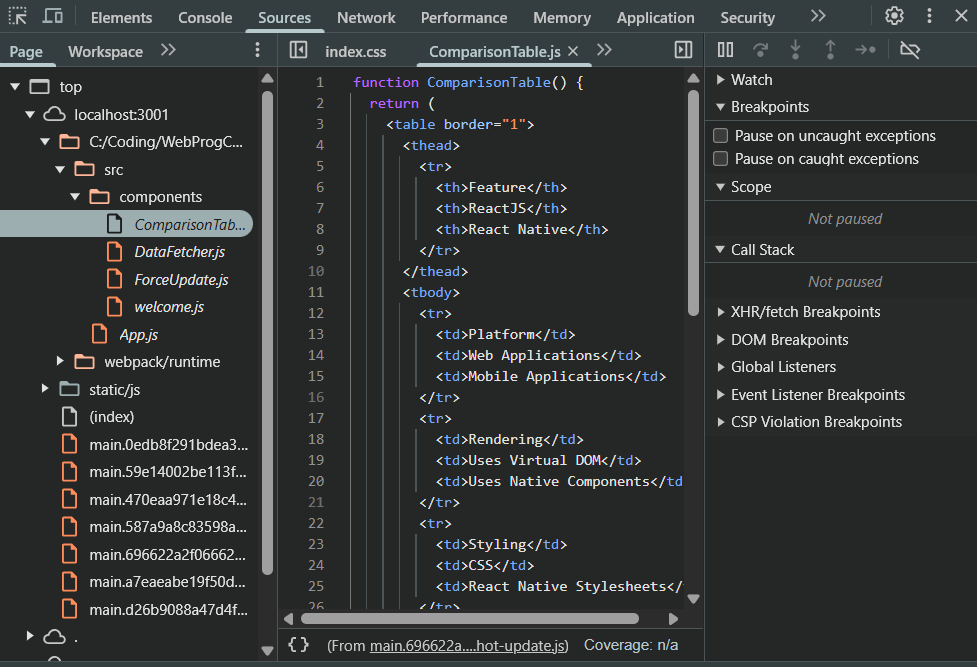 Elements Console Sources Network Performance Memory Application Security
Page Workspace
index.css ComparisonTable.js
top
localhost:3001
C:/Coding/WebProgC...
src
components
ComparisonTab...
DataFetcher.js
ForceUpdate.js
welcome.js
App.js
webpack/runtime
static/js
(index)
main.0edb8f291bdea3...
main.59e14002be113f...
main.470eaa971e18c4...
main.587a9a8c83598a...
main.696622a2f06662...
main.a7eaeabe19f50d...
main.d26b9088a47d4f...
.
1 function ComparisonTable() {
2 return (
3 <table border="1">
4 <thead>
5 <tr>
6 <th>Feature</th>
7 <th>ReactJS</th>
8 <th>React Native</th>
9 </tr>
10 </thead>
11 <tbody>
12 <tr>
13 <td>Platform</td>
14 <td>Web Applications</td>
15 <td>Mobile Applications</td>
16 </tr>
17 <tr>
18 <td>Rendering</td>
19 <td>Uses Virtual DOM</td>
20 <td>Uses Native Components</td
21 </tr>
22 <tr>
23 <td>Styling</td>
24 <td>CSS</td>
25 <td>React Native Stylesheets</
26 </tr>
{} (From main.696622a....hot-update.js) Coverage: n/a
Watch
Breakpoints
Pause on uncaught exceptions
Pause on caught exceptions
Scope
Not paused
Call Stack
Not paused
XHR/fetch Breakpoints
DOM Breakpoints
Global Listeners
Event Listener Breakpoints
CSP Violation Breakpoints